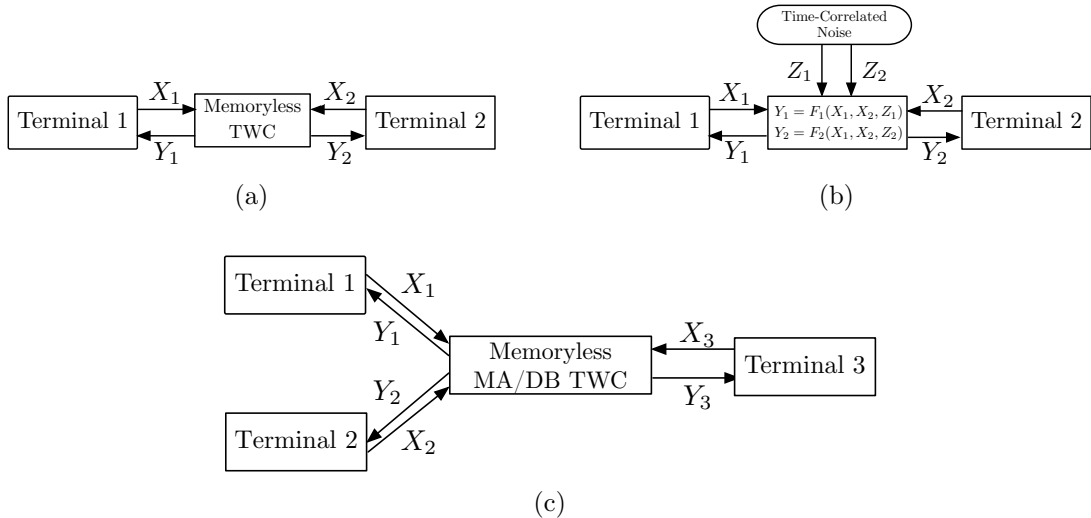 Terminal 1
X₁
Y₁
Memoryless
TWC
X₂
Y₂
Terminal 2
(a)
Time-Correlated
Noise
Z₁
Z₂
Terminal 1
X₁
Y₁
Y₁ = F₁(X₁, X₂, Z₁)
Y₂ = F₂(X₁, X₂, Z₂)
X₂
Y₂
Terminal 2
(b)
Terminal 1
X₁
Y₁
Memoryless
MA/DB TWC
X₃
Y₃
Terminal 3
Y₂
X₂
Terminal 2
(c)